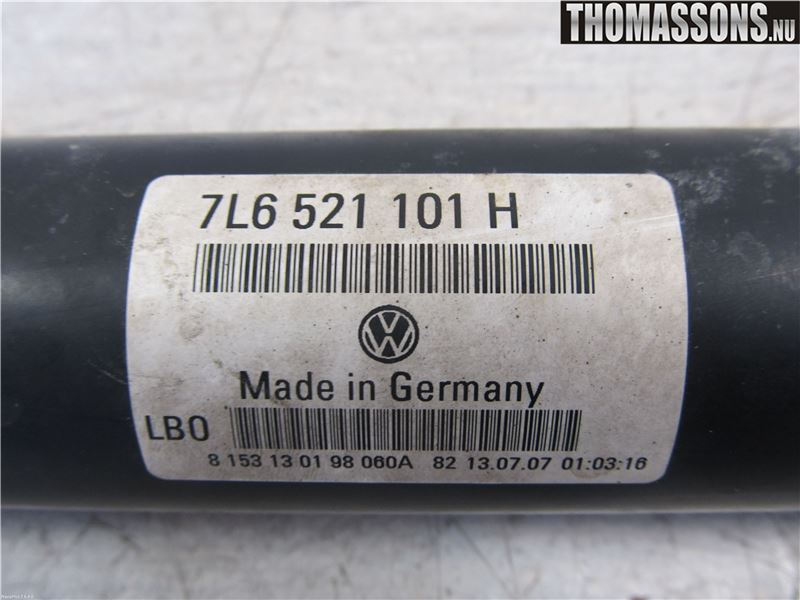 THOMASSONS.NU
7L6 521 101 H
Made in Germany
LB0
8 153 13 01 98 060A 82 13.07.07 01:03:16